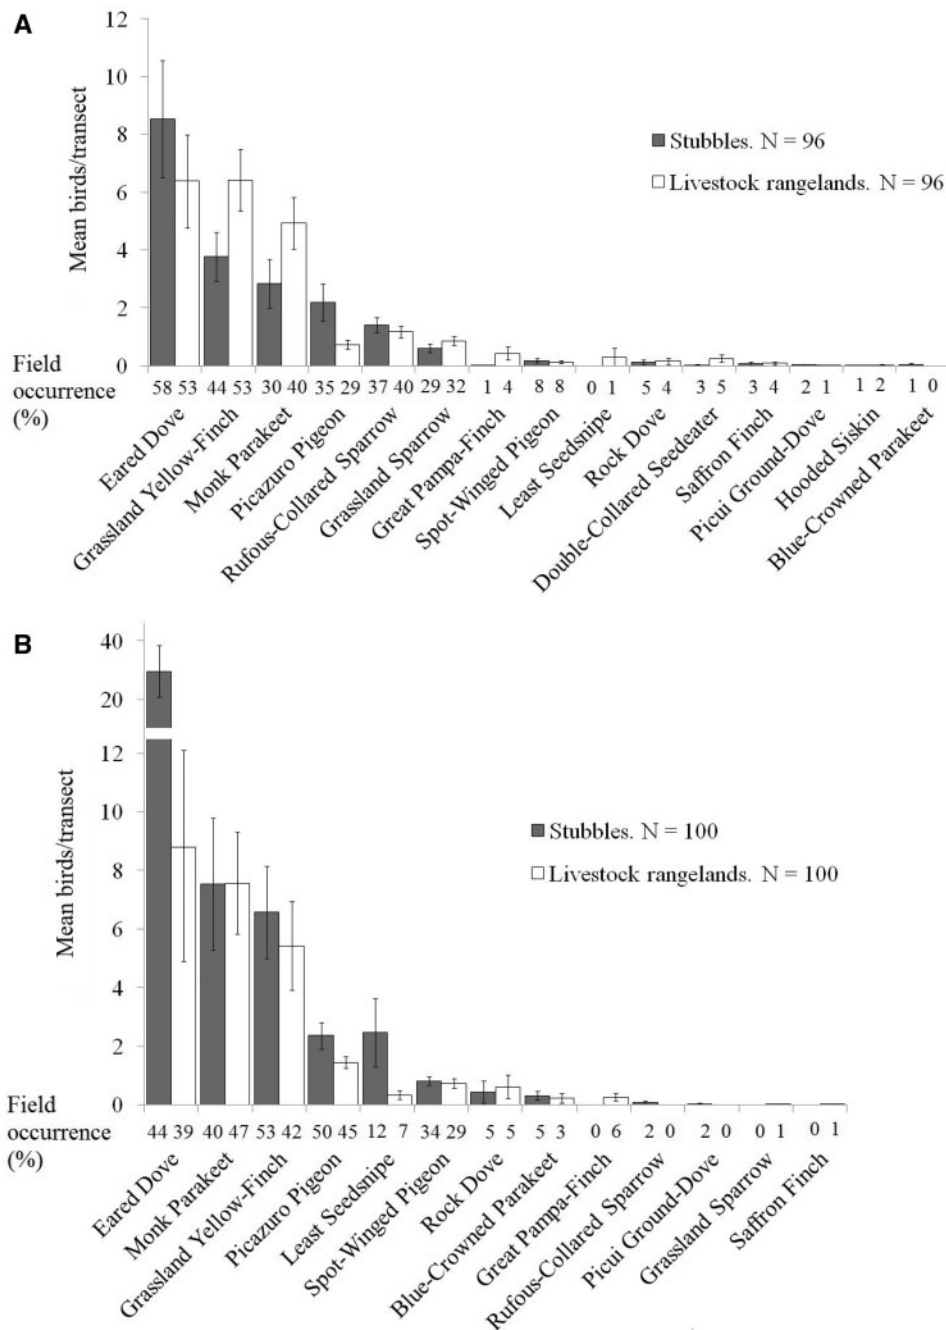 A
12
10
8
6
4
2
0
Mean birds/transect
Stubbles. N = 96
Livestock rangelands. N = 96
Field
occurrence
(%)
58 53 44 53 30 40 35 29 37 40 29 32 1 4 8 8 0 1 5 4 3 5 3 4 2 1 1 2 1 0
Eared Dove
Grassland Yellow-Finch
Monk Parakeet
Picazuro Pigeon
Rufous-Collared Sparrow
Grassland Sparrow
Great Pampa-Finch
Spot-Winged Pigeon
Least Seedsnipe
Rock Dove
Double-Collared Seedeater
Saffron Finch
Picui Ground-Dove
Hooded Siskin
Blue-Crowned Parakeet
B
40
20
12
10
8
6
4
2
0
Mean birds/transect
Stubbles. N = 100
Livestock rangelands. N = 100
Field
occurrence
(%)
44 39 40 47 53 42 50 45 12 7 34 29 5 5 5 3 0 6 2 0 2 0 0 1 0 1
Eared Dove
Monk Parakeet
Grassland Yellow-Finch
Picazuro Pigeon
Least Seedsnipe
Spot-Winged Pigeon
Rock Dove
Blue-Crowned Parakeet
Great Pampa-Finch
Rufous-Collared Sparrow
Picui Ground-Dove
Grassland Sparrow
Saffron Finch